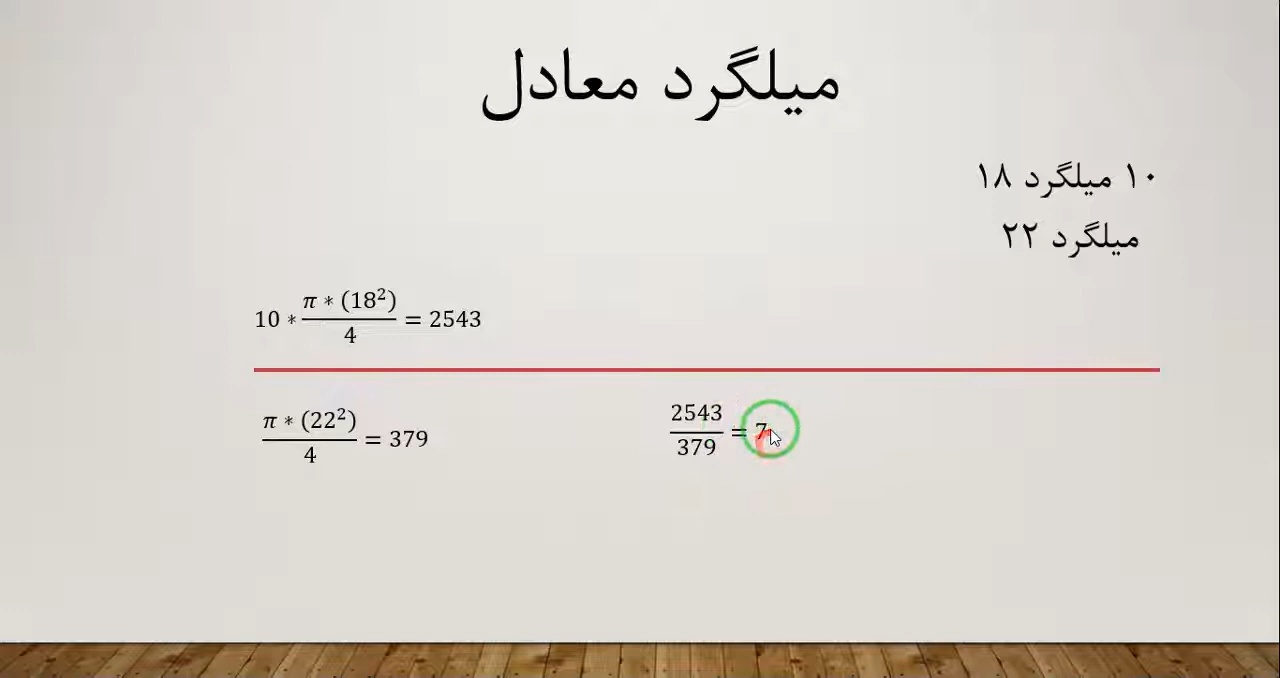 میلگرد معادل
۱۰ میلگرد ۱۸
میلگرد ۲۲
10 * π * (18²) / 4 = 2543
π * (22²) / 4 = 379
2543 / 379 = 7